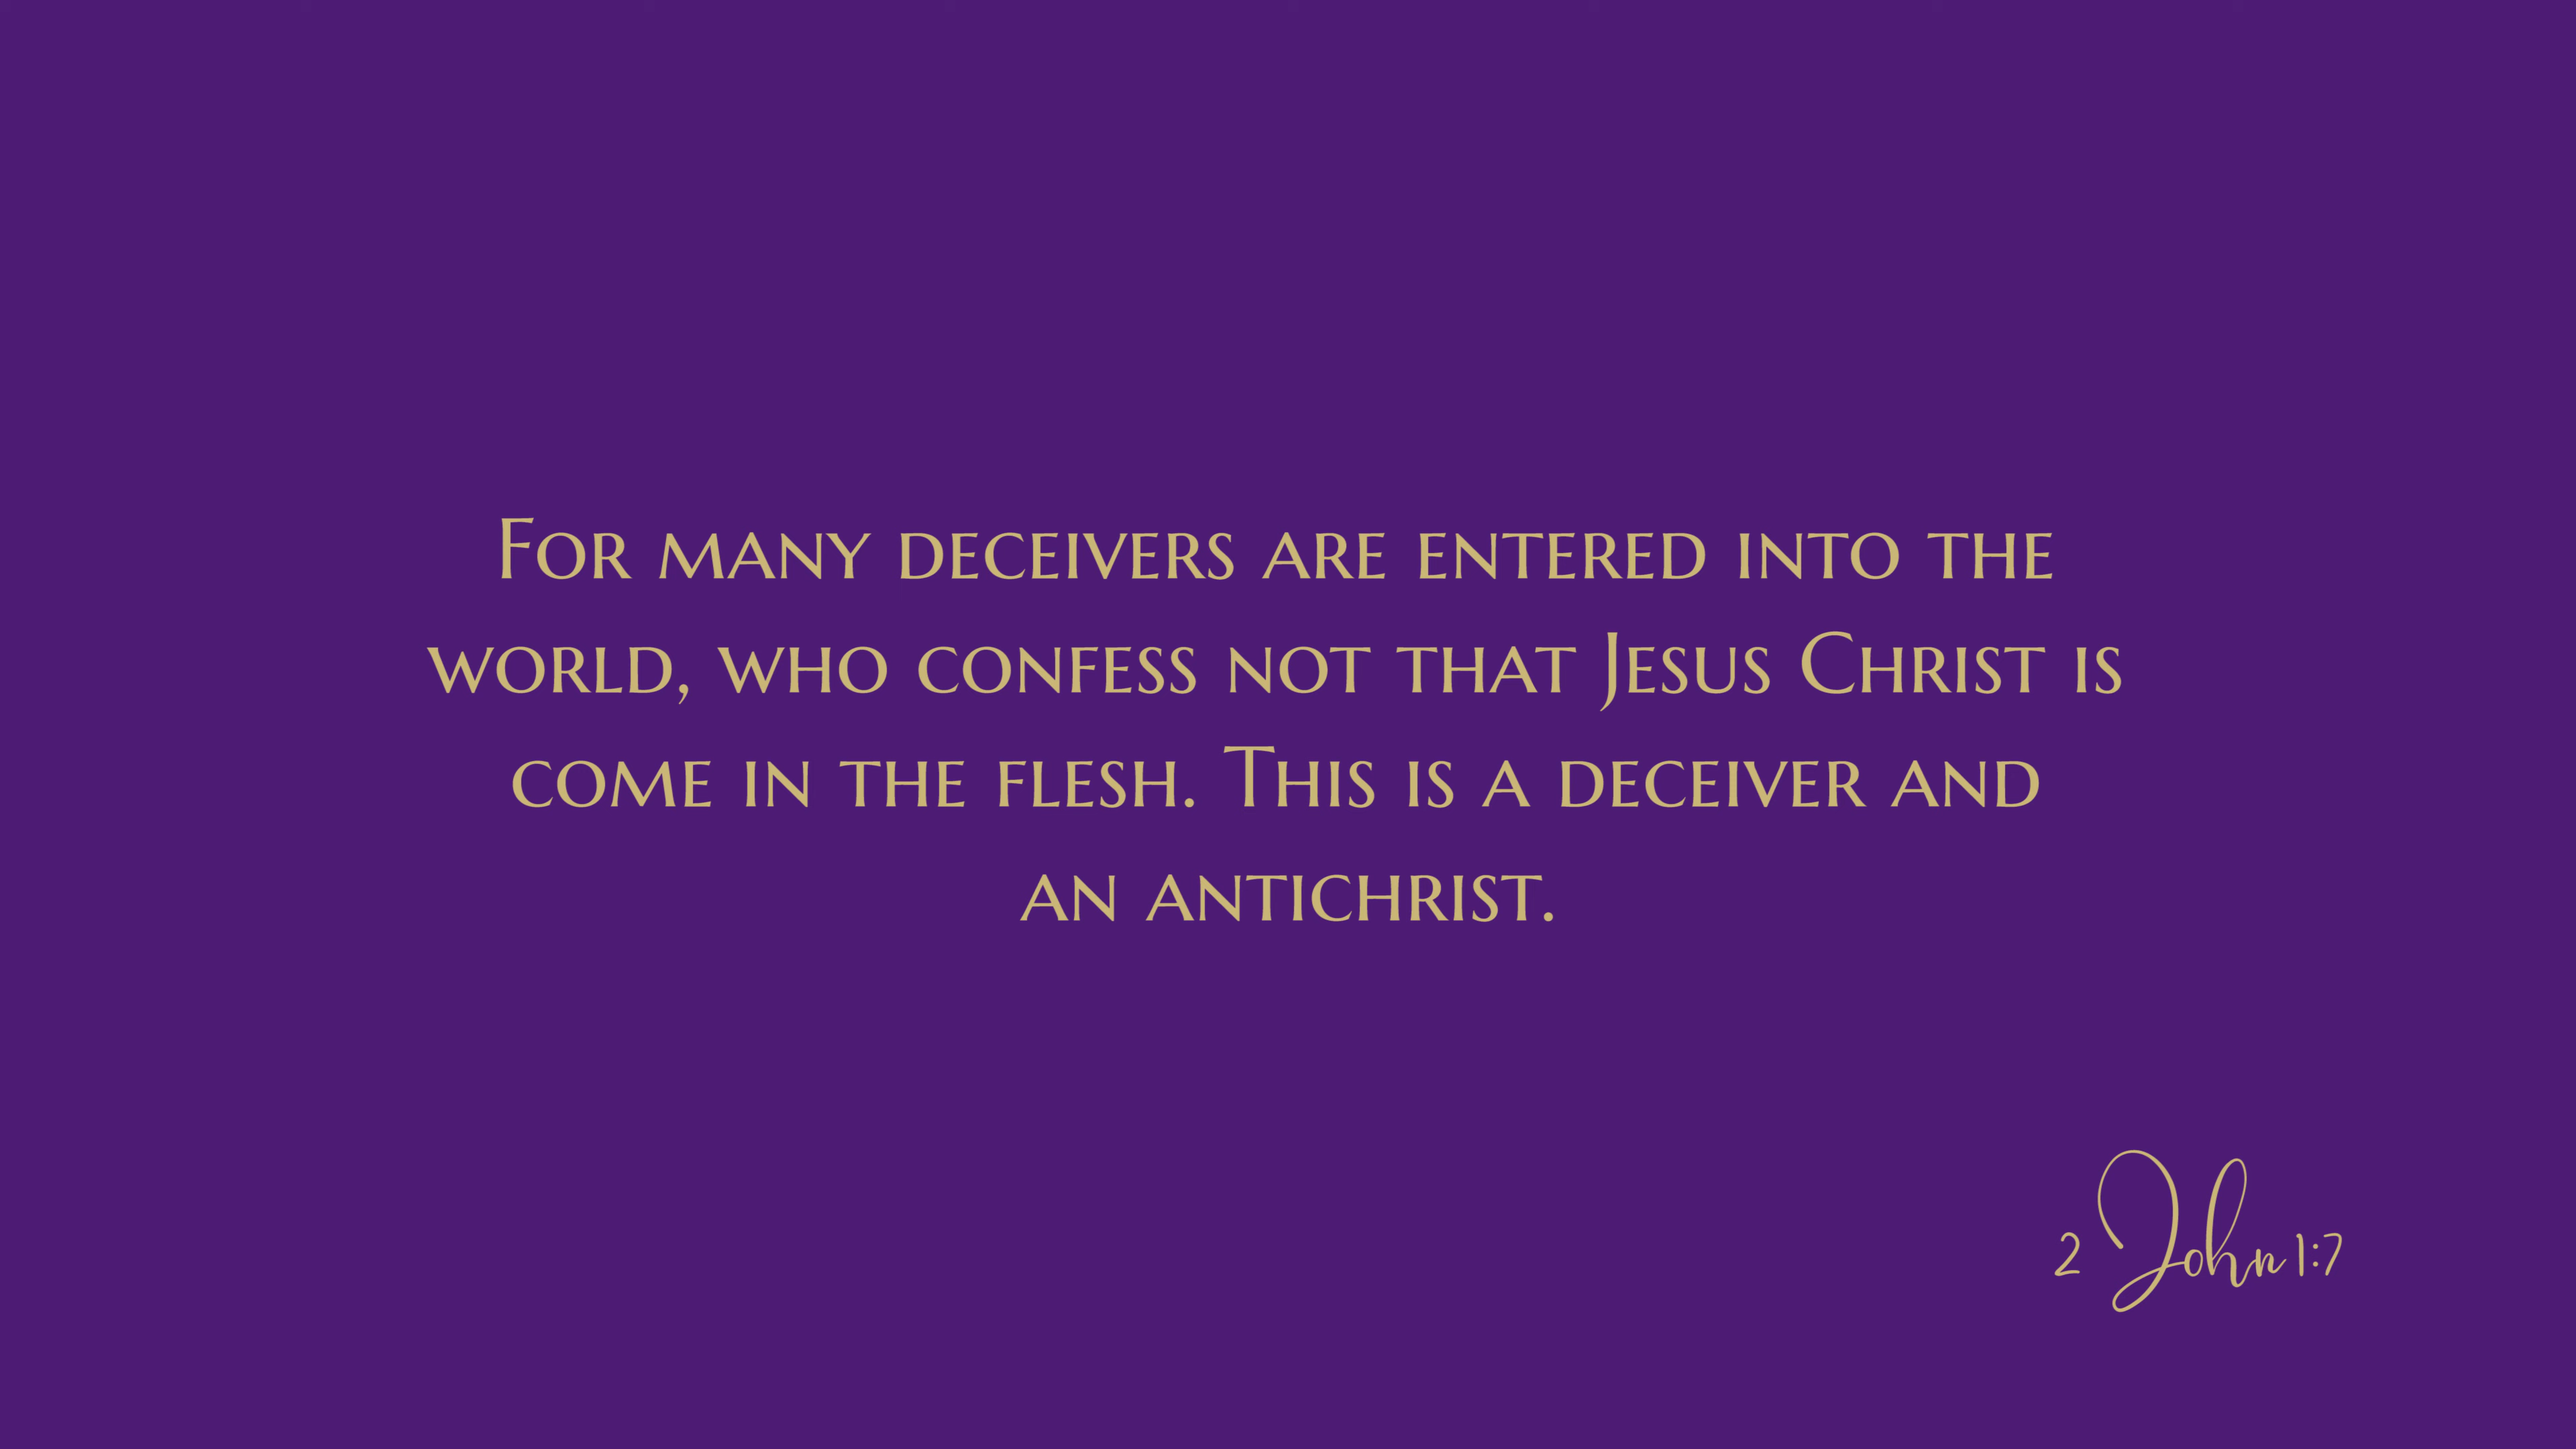 For many deceivers are entered into the
world, who confess not that Jesus Christ is
come in the flesh. This is a deceiver and
an antichrist.
2 John 1:7